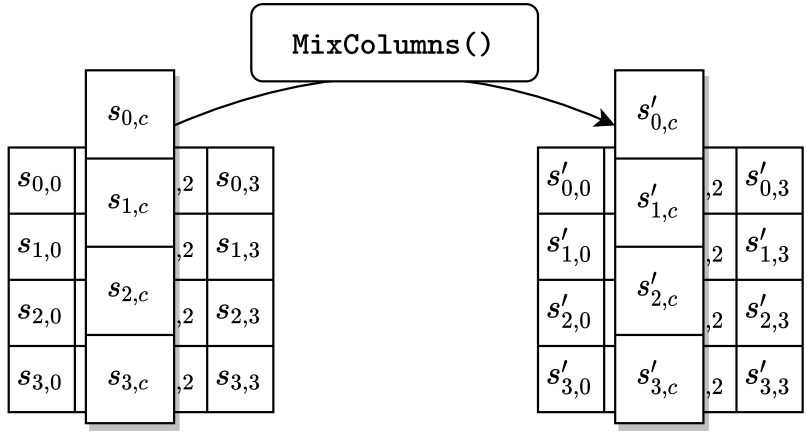 MixColumns()
s0,c s′0,c
s0,0 ,2 s0,3 s′0,0 ,2 s′0,3
s1,c s′1,c
s1,0 ,2 s1,3 s′1,0 ,2 s′1,3
s2,c s′2,c
s2,0 ,2 s2,3 s′2,0 ,2 s′2,3
s3,0 s3,c ,2 s3,3 s′3,0 s′3,c ,2 s′3,3